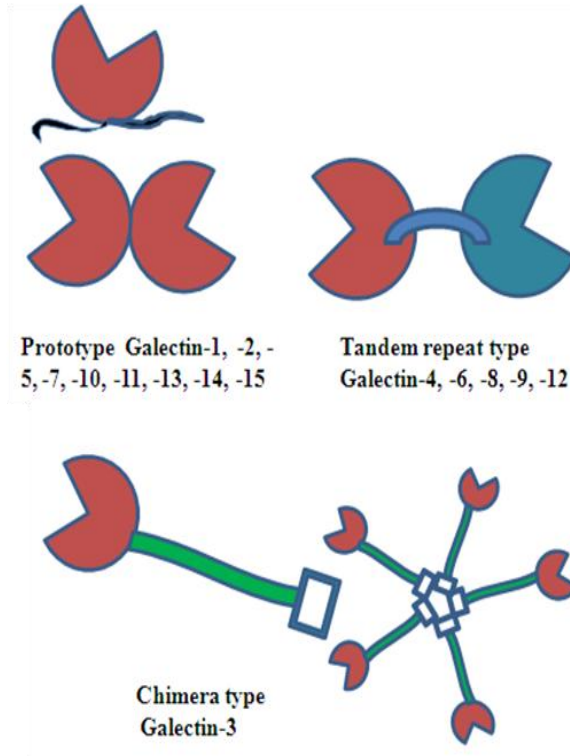 Prototype Galectin-1, -2, -
5, -7, -10, -11, -13, -14, -15
Tandem repeat type
Galectin-4, -6, -8, -9, -12
Chimera type
Galectin-3